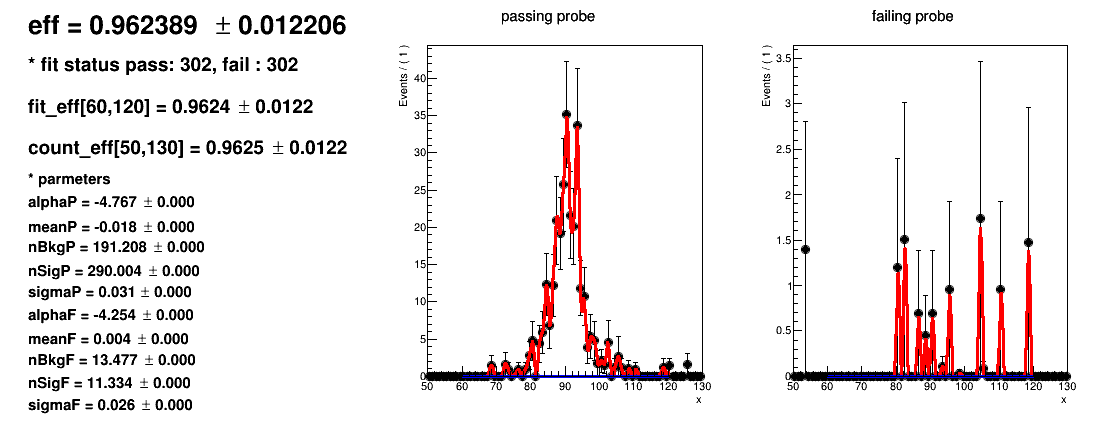 eff = 0.962389 ± 0.012206
* fit status pass: 302, fail : 302
fit_eff[60,120] = 0.9624 ± 0.0122
count_eff[50,130] = 0.9625 ± 0.0122
* parmeters
alphaP = -4.767 ± 0.000
meanP = -0.018 ± 0.000
nBkgP = 191.208 ± 0.000
nSigP = 290.004 ± 0.000
sigmaP = 0.031 ± 0.000
alphaF = -4.254 ± 0.000
meanF = 0.004 ± 0.000
nBkgF = 13.477 ± 0.000
nSigF = 11.334 ± 0.000
sigmaF = 0.026 ± 0.000
passing probe
Events / ( 1 )
40
35
30
25
20
15
10
5
0
50 60 70 80 90 100 110 120 130
x
failing probe
Events / ( 1 )
3.5
3
2.5
2
1.5
1
0.5
0
50 60 70 80 90 100 110 120 130
x